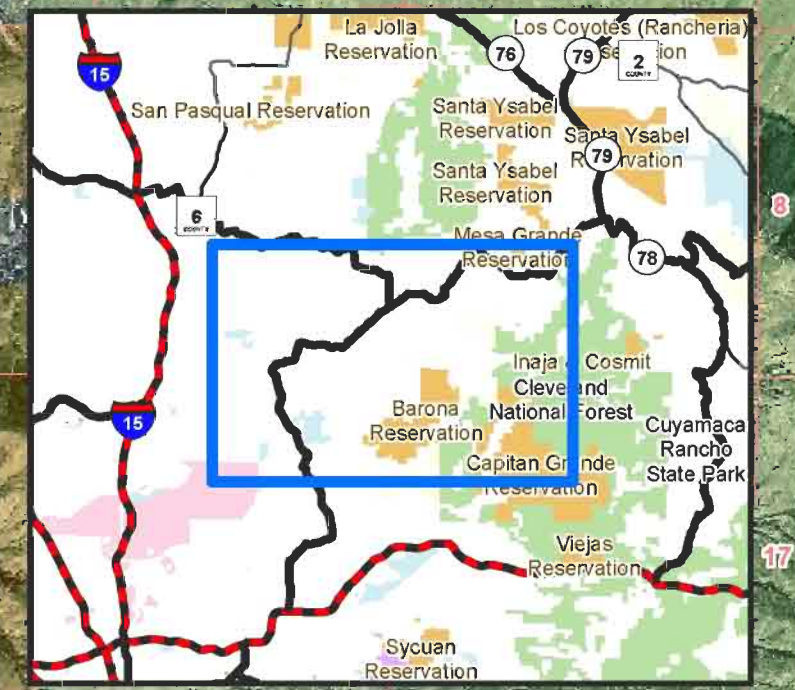 La Jolla
Reservation
Los Coyotes (Rancheria)
76
79
2
COUNTY
15
San Pasqual Reservation
Santa Ysabel
Reservation
Santa Ysabel
79
Santa Ysabel
Reservation
8
6
COUNTY
Mesa Grande
Reservation
78
Inaja & Cosmit
Cleveland
National Forest
15
Barona
Reservation
Cuyamaca
Rancho
State Park
Capitan Grande
Reservation
Viejas
Reservation
17
Sycuan
Reservation